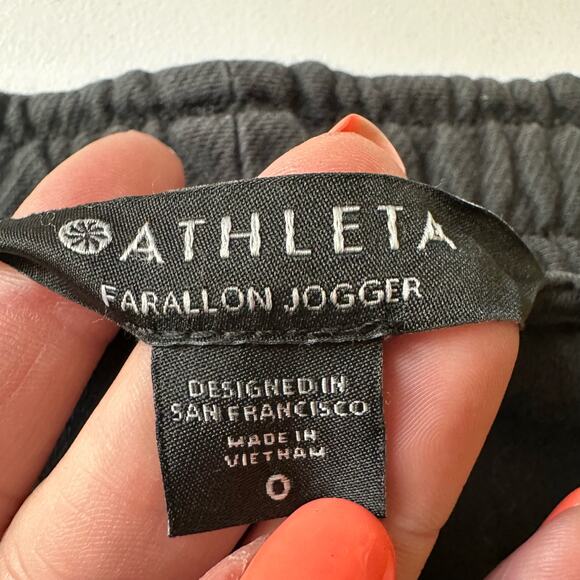 ATHLETA
FARALLON JOGGER
DESIGNED IN
SAN FRANCISCO
MADE IN
VIETNAM
0